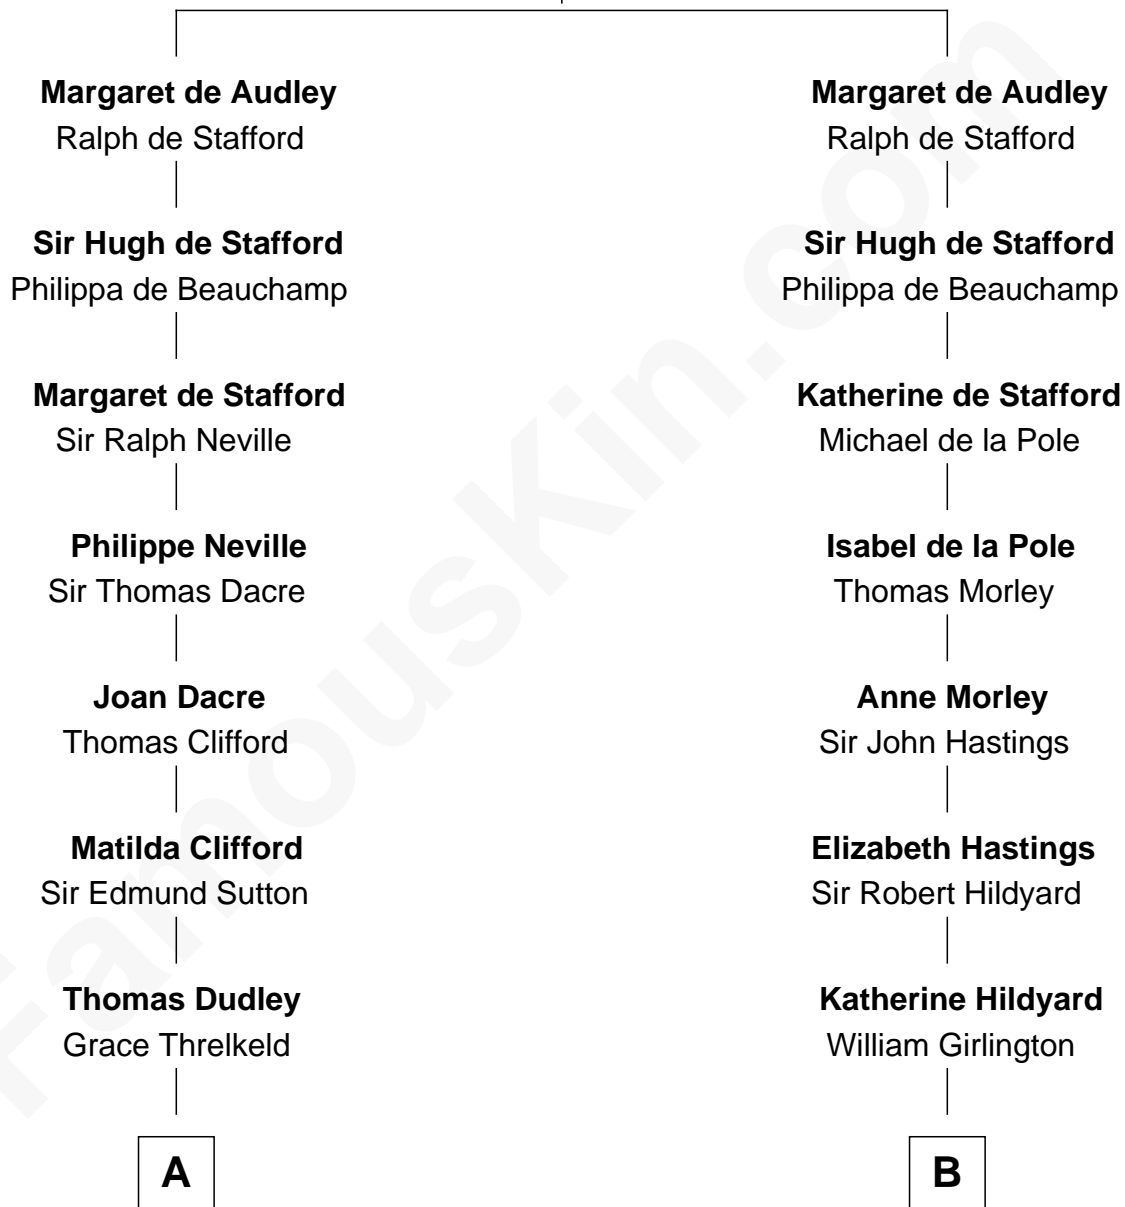 Margaret de Audley
Ralph de Stafford
Sir Hugh de Stafford
Philippa de Beauchamp
Margaret de Stafford
Sir Ralph Neville
Philippe Neville
Sir Thomas Dacre
Joan Dacre
Thomas Clifford
Matilda Clifford
Sir Edmund Sutton
Thomas Dudley
Grace Threlkeld
A
Margaret de Audley
Ralph de Stafford
Sir Hugh de Stafford
Philippa de Beauchamp
Katherine de Stafford
Michael de la Pole
Isabel de la Pole
Thomas Morley
Anne Morley
Sir John Hastings
Elizabeth Hastings
Sir Robert Hildyard
Katherine Hildyard
William Girlington
B
FamousKin.com